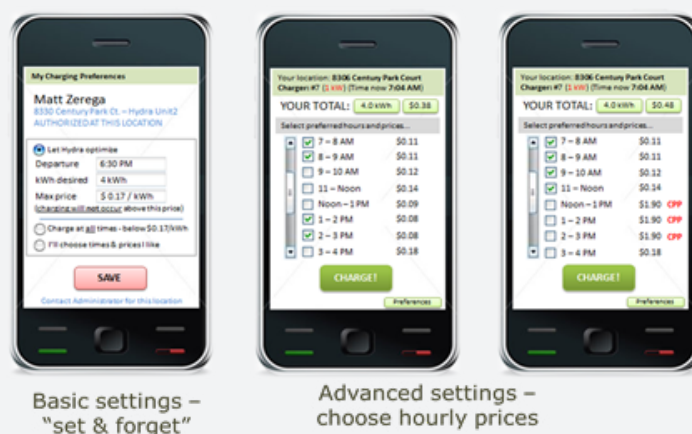 My Charging Preferences
Matt Zerega
8330 Century Park Ct. – Hydra Unit2
AUTHORIZED AT THIS LOCATION
Let Hydra optimize
Departure 6:30 PM
kWh desired 4 kWh
Max price $ 0.17 / kWh
(charging will not occur above this price)
Charge at all times - below $0.17/kWh
I'll choose times & prices I like
SAVE
Contact Administrator for this location
Basic settings –
“set & forget”
Your location: 8306 Century Park Court
Charger: #7 (1 kW) (Time now 7:04 AM)
YOUR TOTAL: 4.0 kWh $0.38
Select preferred hours and prices...
7 – 8 AM $0.11
8 – 9 AM $0.11
9 – 10 AM $0.12
11 – Noon $0.14
Noon – 1 PM $0.09
1 – 2 PM $0.08
2 – 3 PM $0.08
3 – 4 PM $0.18
CHARGE!
Preferences
Your location: 8306 Century Park Court
Charger: #7 (1 kW) (Time now 7:04 AM)
YOUR TOTAL: 4.0 kWh $0.48
Select preferred hours and prices...
7 – 8 AM $0.11
8 – 9 AM $0.11
9 – 10 AM $0.12
11 – Noon $0.14
Noon – 1 PM $1.90 CPP
1 – 2 PM $1.90 CPP
2 – 3 PM $1.90 CPP
3 – 4 PM $0.18
CHARGE!
Preferences
Advanced settings –
choose hourly prices